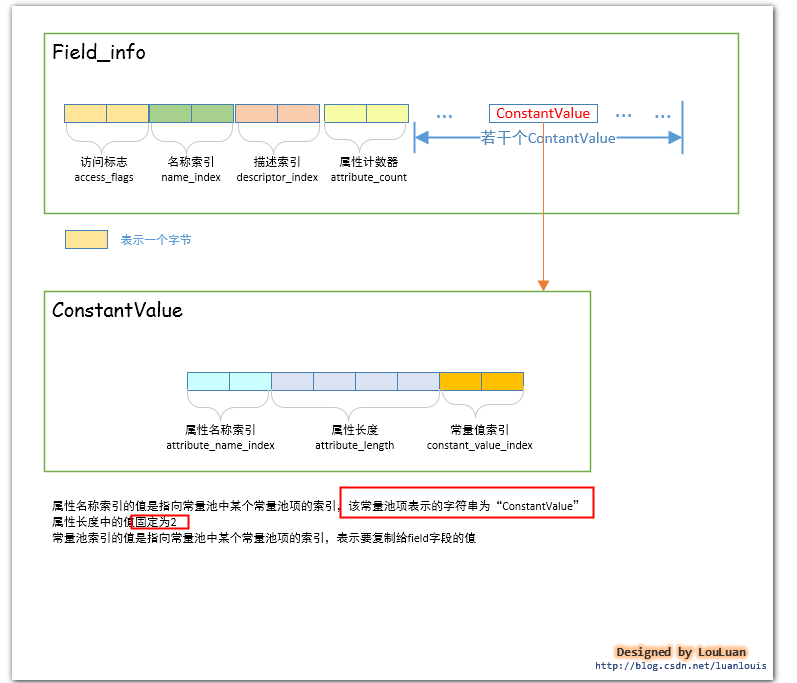 Field_info
... ConstantValue ... ...
若干个ContantValue
访问标志 名称索引 描述索引 属性计数器
access_flags name_index descriptor_index attribute_count
表示一个字节
ConstantValue
属性名称索引 属性长度 常量值索引
attribute_name_index attribute_length constant_value_index
属性名称索引的值是指向常量池中某个常量池项的索引，该常量池项表示的字符串为“ConstantValue”
属性长度中的值固定为2
常量池索引的值是指向常量池中某个常量池项的索引，表示要复制给field字段的值
Designed by LouLuan
http://blog.csdn.net/luanlouis